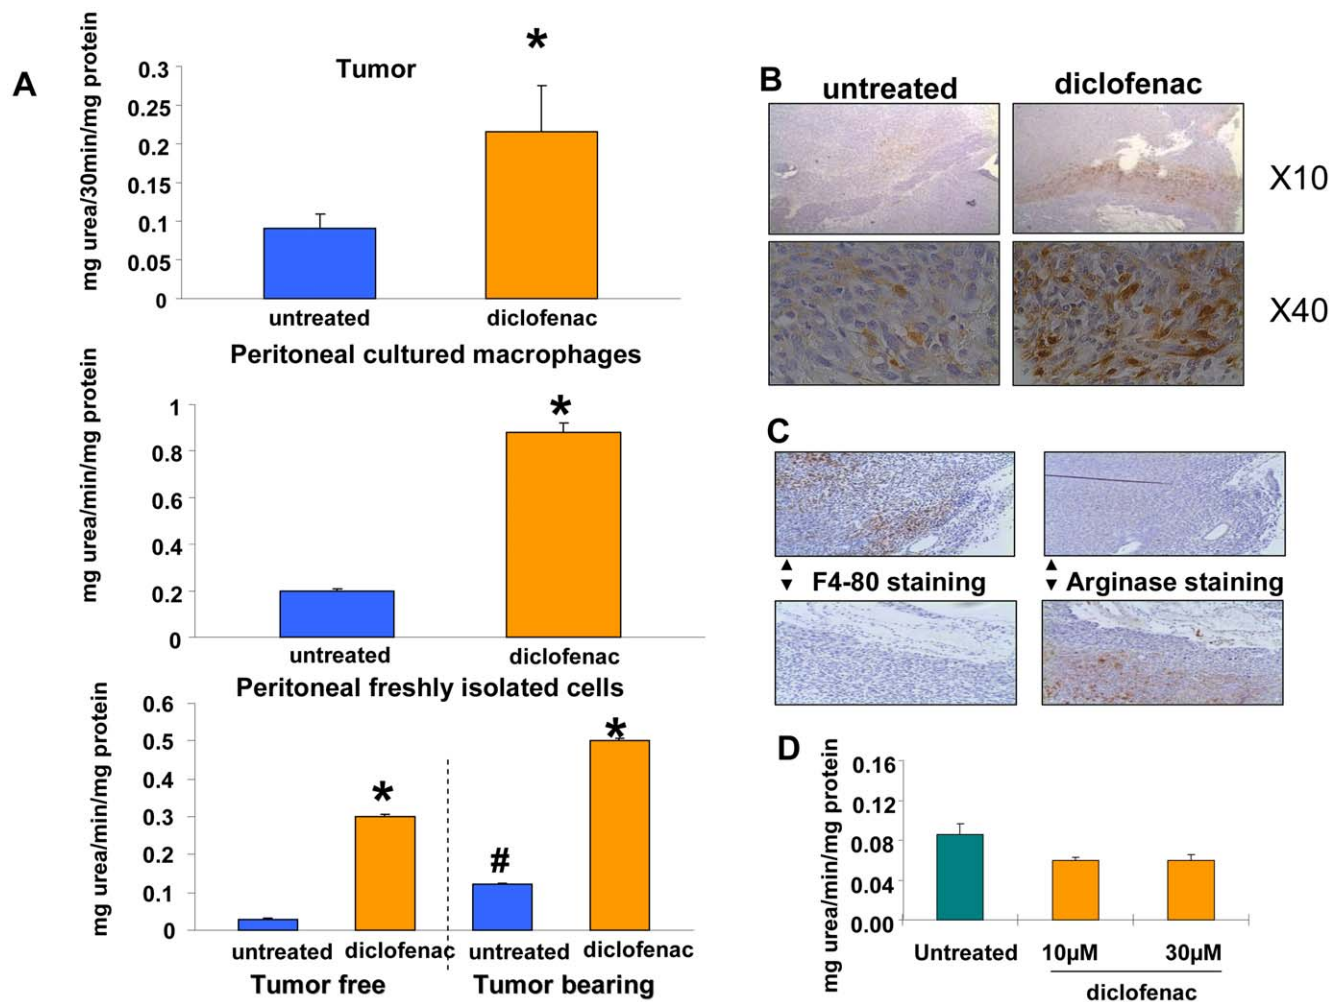 A
Tumor
*
mg urea/30min/mg protein
0.3
0.25
0.2
0.15
0.1
0.05
0
untreated diclofenac
Peritoneal cultured macrophages
*
mg urea/min/mg protein
1
0.8
0.6
0.4
0.2
0
untreated diclofenac
Peritoneal freshly isolated cells
mg urea/min/mg protein
0.6
0.5
0.4
0.3
0.2
0.1
0
* # *
untreated diclofenac untreated diclofenac
Tumor free Tumor bearing
B
untreated diclofenac
X10
X40
C
F4-80 staining Arginase staining
D
mg urea/min/mg protein
0.16
0.12
0.08
0.04
0.00
Untreated 10µM 30µM
diclofenac